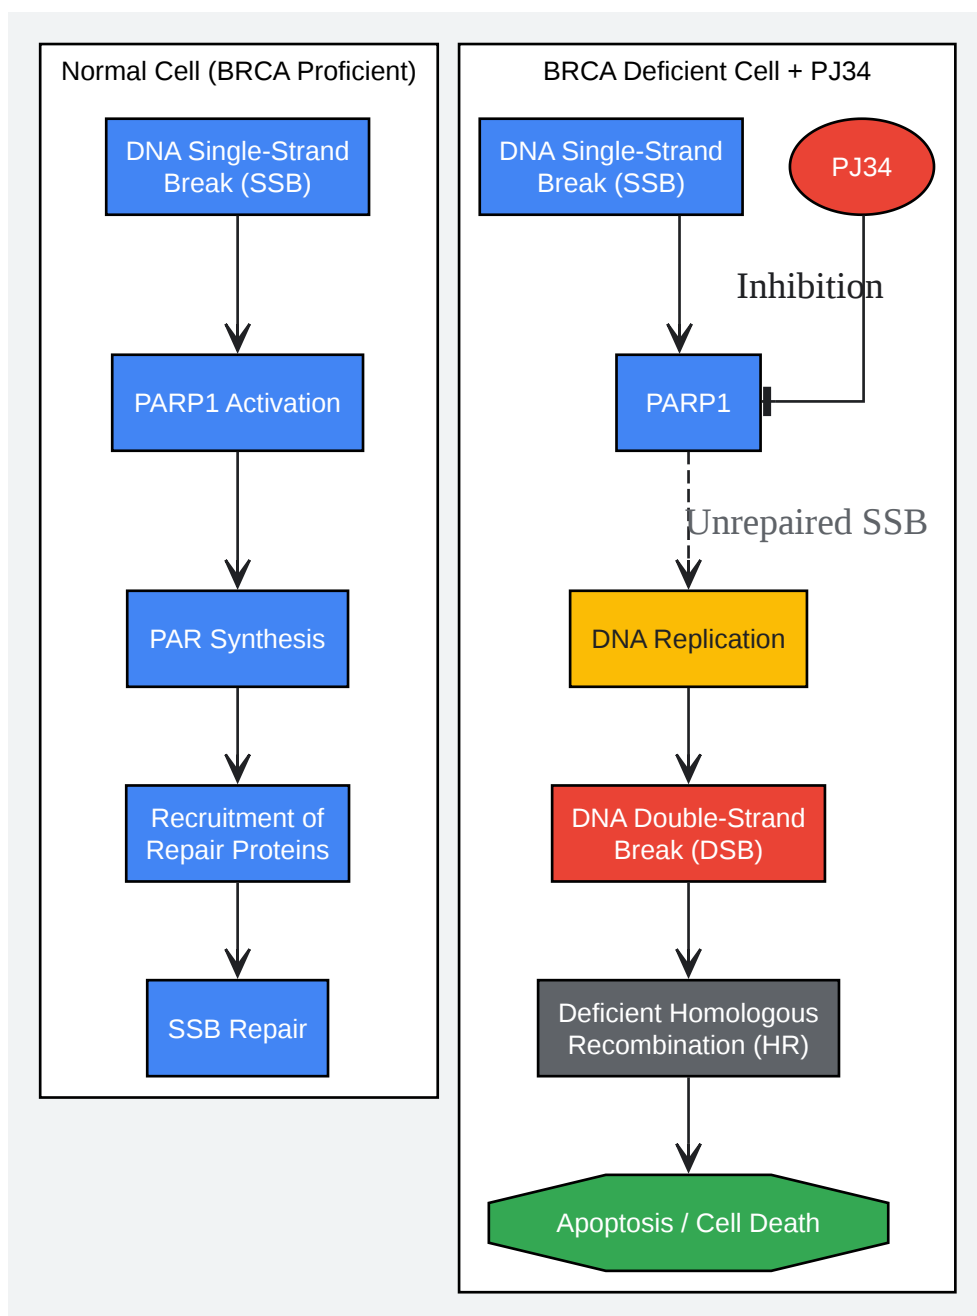 Normal Cell (BRCA Proficient)
DNA Single-Strand
Break (SSB)
PARP1 Activation
PAR Synthesis
Recruitment of
Repair Proteins
SSB Repair
BRCA Deficient Cell + PJ34
DNA Single-Strand
Break (SSB)
PJ34
Inhibition
PARP1
Unrepaired SSB
DNA Replication
DNA Double-Strand
Break (DSB)
Deficient Homologous
Recombination (HR)
Apoptosis / Cell Death